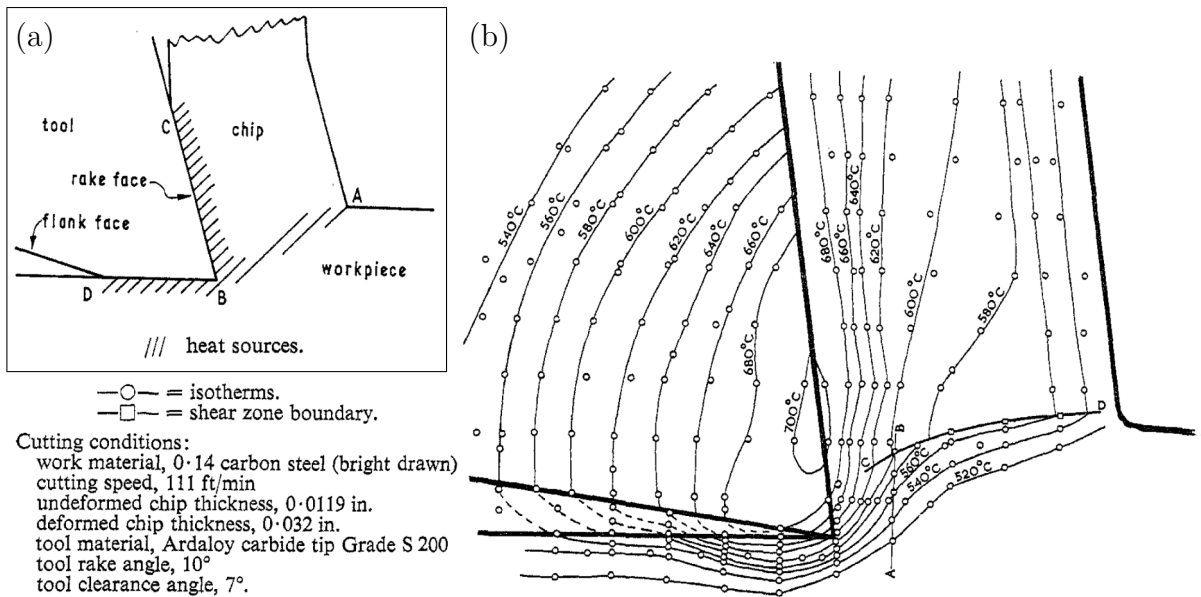 (a)
tool
chip
C
rake face
A
flank face
workpiece
D
B
/// heat sources.
= isotherms.
= shear zone boundary.
Cutting conditions:
work material, 0·14 carbon steel (bright drawn)
cutting speed, 111 ft/min
undeformed chip thickness, 0·0119 in.
deformed chip thickness, 0·032 in.
tool material, Ardaloy carbide tip Grade S 200
tool rake angle, 10°
tool clearance angle, 7°.
(b)
540°C
560°C
580°C
600°C
620°C
640°C
660°C
680°C
700°C
680°C
660°C
640°C
620°C
600°C
580°C
560°C
540°C
520°C
B
C
D
A